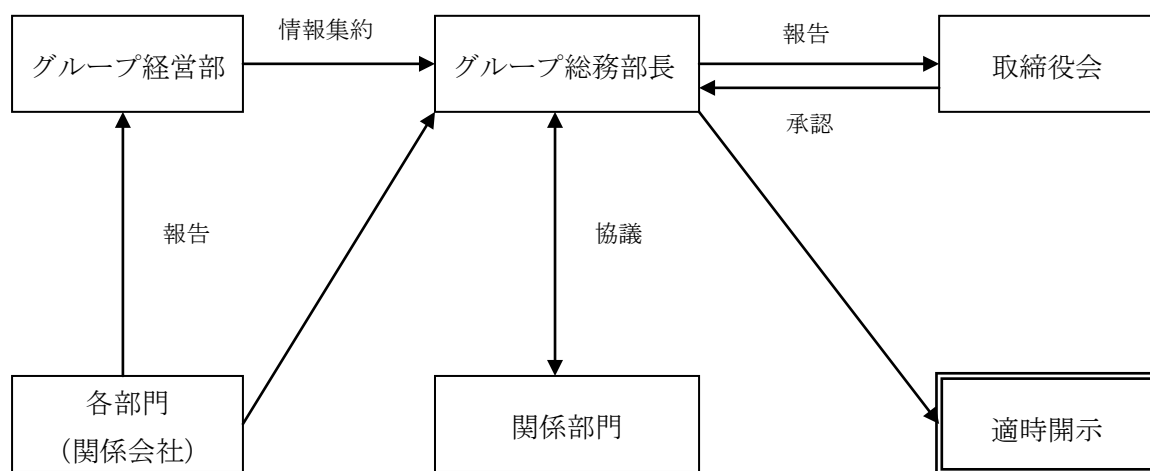 情報集約
報告
グループ経営部
グループ総務部長
取締役会
承認
報告
協議
各部門
（関係会社）
関係部門
適時開示